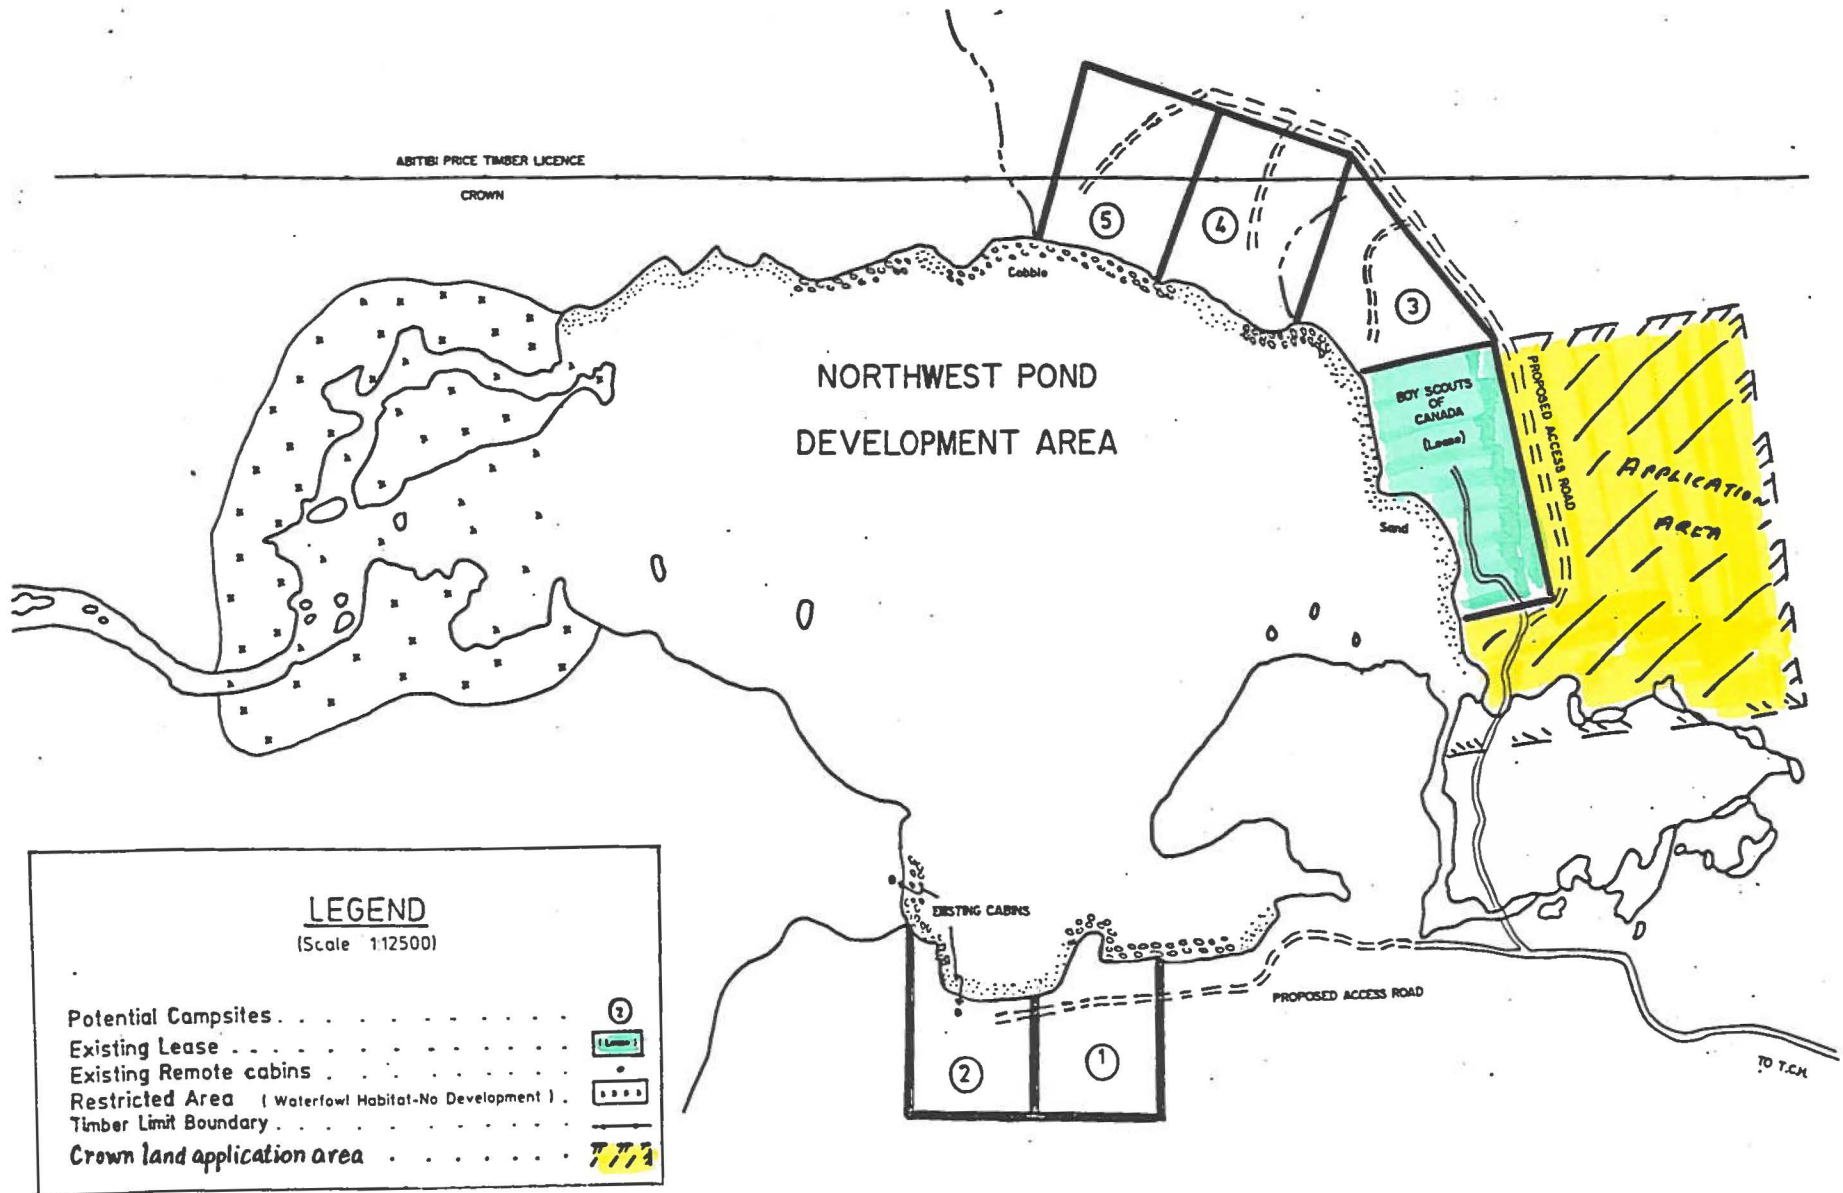 ABITIBI PRICE TIMBER LICENCE
CROWN
5
4
3
Cobble
NORTHWEST POND
DEVELOPMENT AREA
BOY SCOUTS
OF
CANADA
(Lease)
PROPOSED ACCESS ROAD
APPLICATION
AREA
Sand
EXISTING CABINS
PROPOSED ACCESS ROAD
TO T.C.H.
2
1
LEGEND
(Scale 1:12500)
Potential Campsites . . . . . . . . . . . 2
Existing Lease . . . . . . . . . . . . . (Lease)
Existing Remote cabins . . . . . . . . .
Restricted Area ( Waterfowl Habitat-No Development ) .
Timber Limit Boundary . . . . . . . . . . .
Crown land application area . . . . . . .